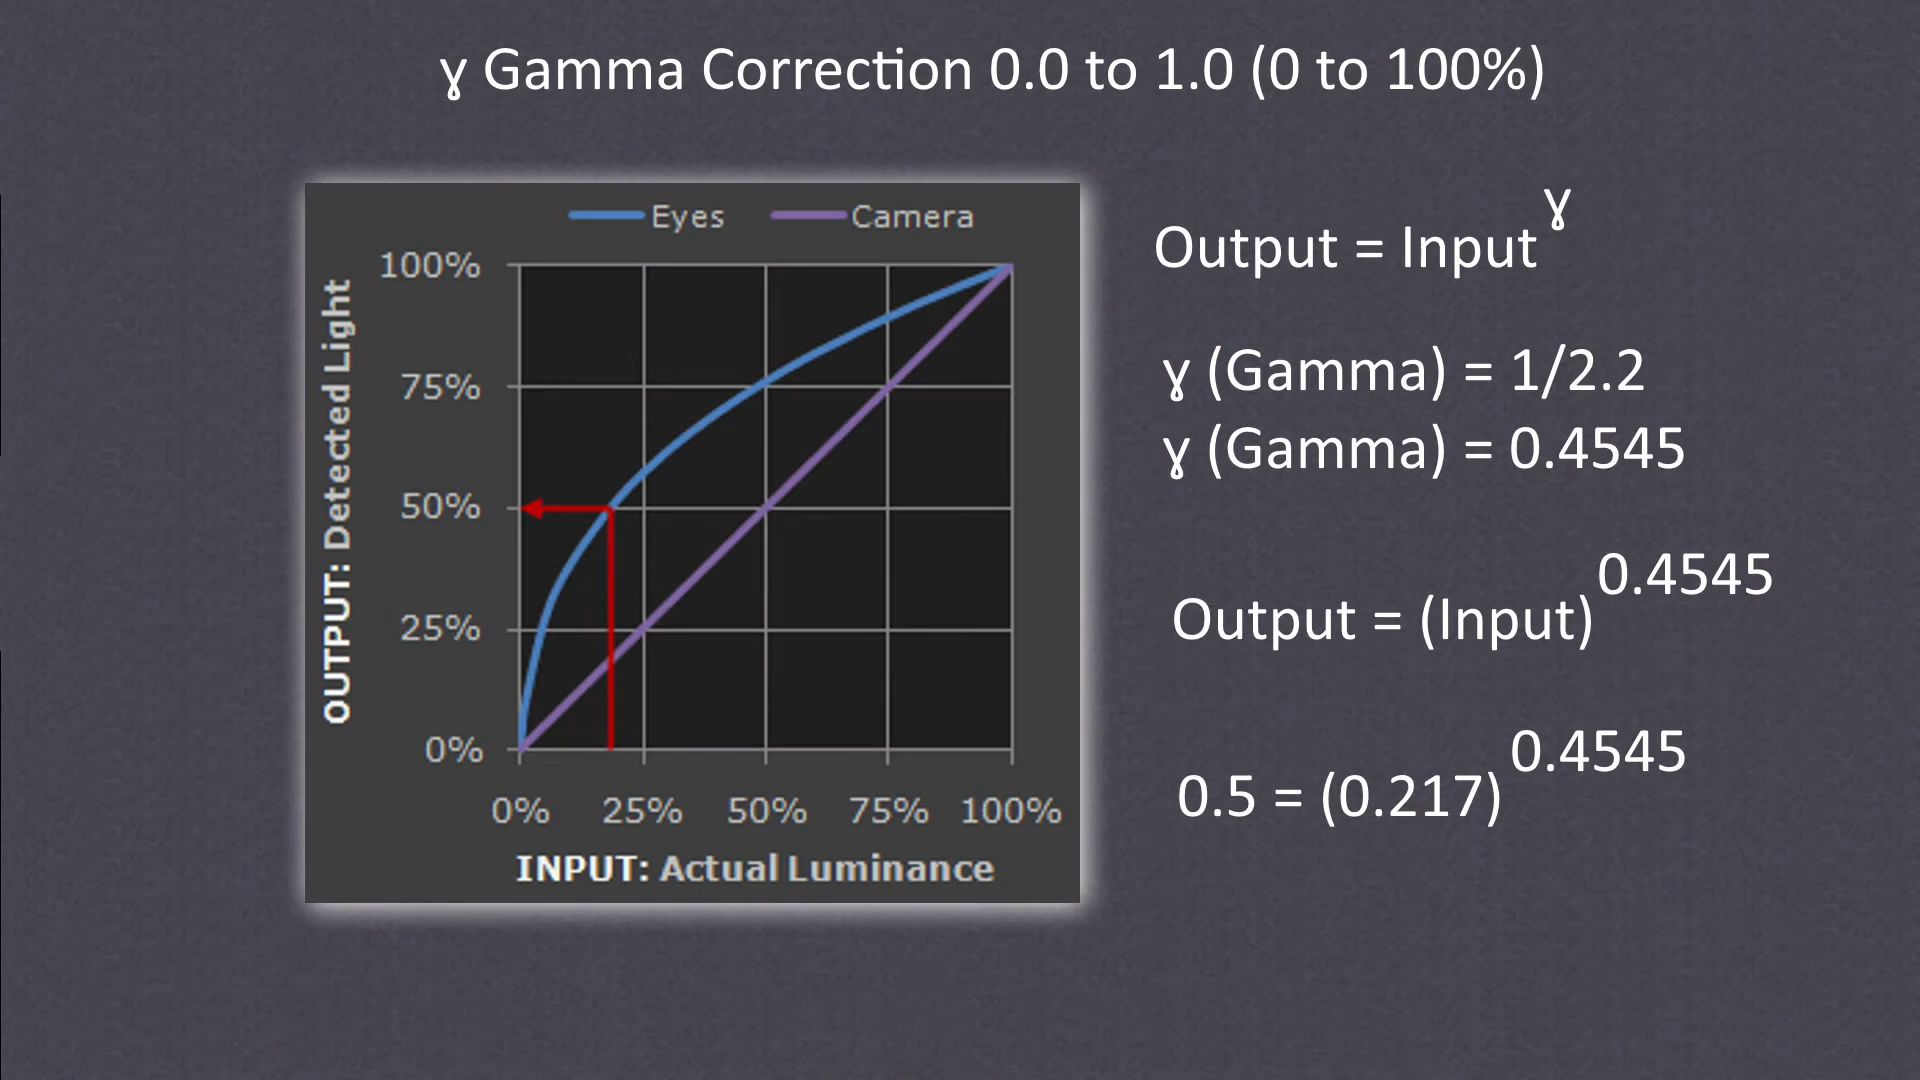 ɣ Gamma Correction 0.0 to 1.0 (0 to 100%)
Eyes Camera
100%
75%
50%
25%
0%
OUTPUT: Detected Light
0% 25% 50% 75% 100%
INPUT: Actual Luminance
Output = Input^ɣ
ɣ (Gamma) = 1/2.2
ɣ (Gamma) = 0.4545
Output = (Input)^0.4545
0.5 = (0.217)^0.4545